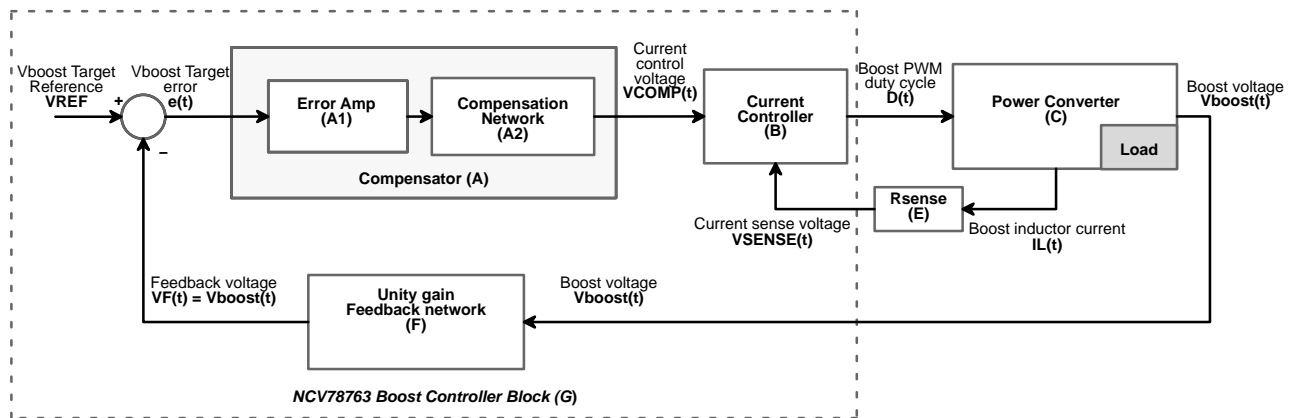 Vboost Target
Reference
VREF
+
−
Vboost Target
error
e(t)
Error Amp
(A1)
Compensation
Network
(A2)
Compensator (A)
Current
control
voltage
VCOMP(t)
Current
Controller
(B)
Boost PWM
duty cycle
D(t)
Power Converter
(C)
Load
Boost voltage
Vboost(t)
Rsense
(E)
Current sense voltage
VSENSE(t)
Boost inductor current
IL(t)
Feedback voltage
VF(t) = Vboost(t)
Unity gain
Feedback network
(F)
Boost voltage
Vboost(t)
NCV78763 Boost Controller Block (G)